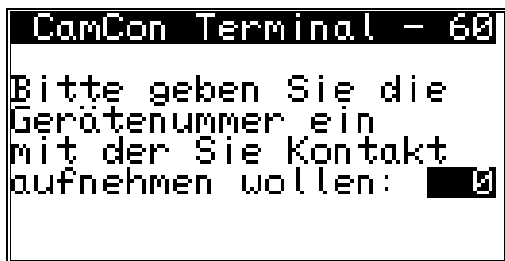 CamCon Terminal - 60
Bitte geben Sie die
Gerätenummer ein
mit der Sie Kontakt
aufnehmen wollen: 0